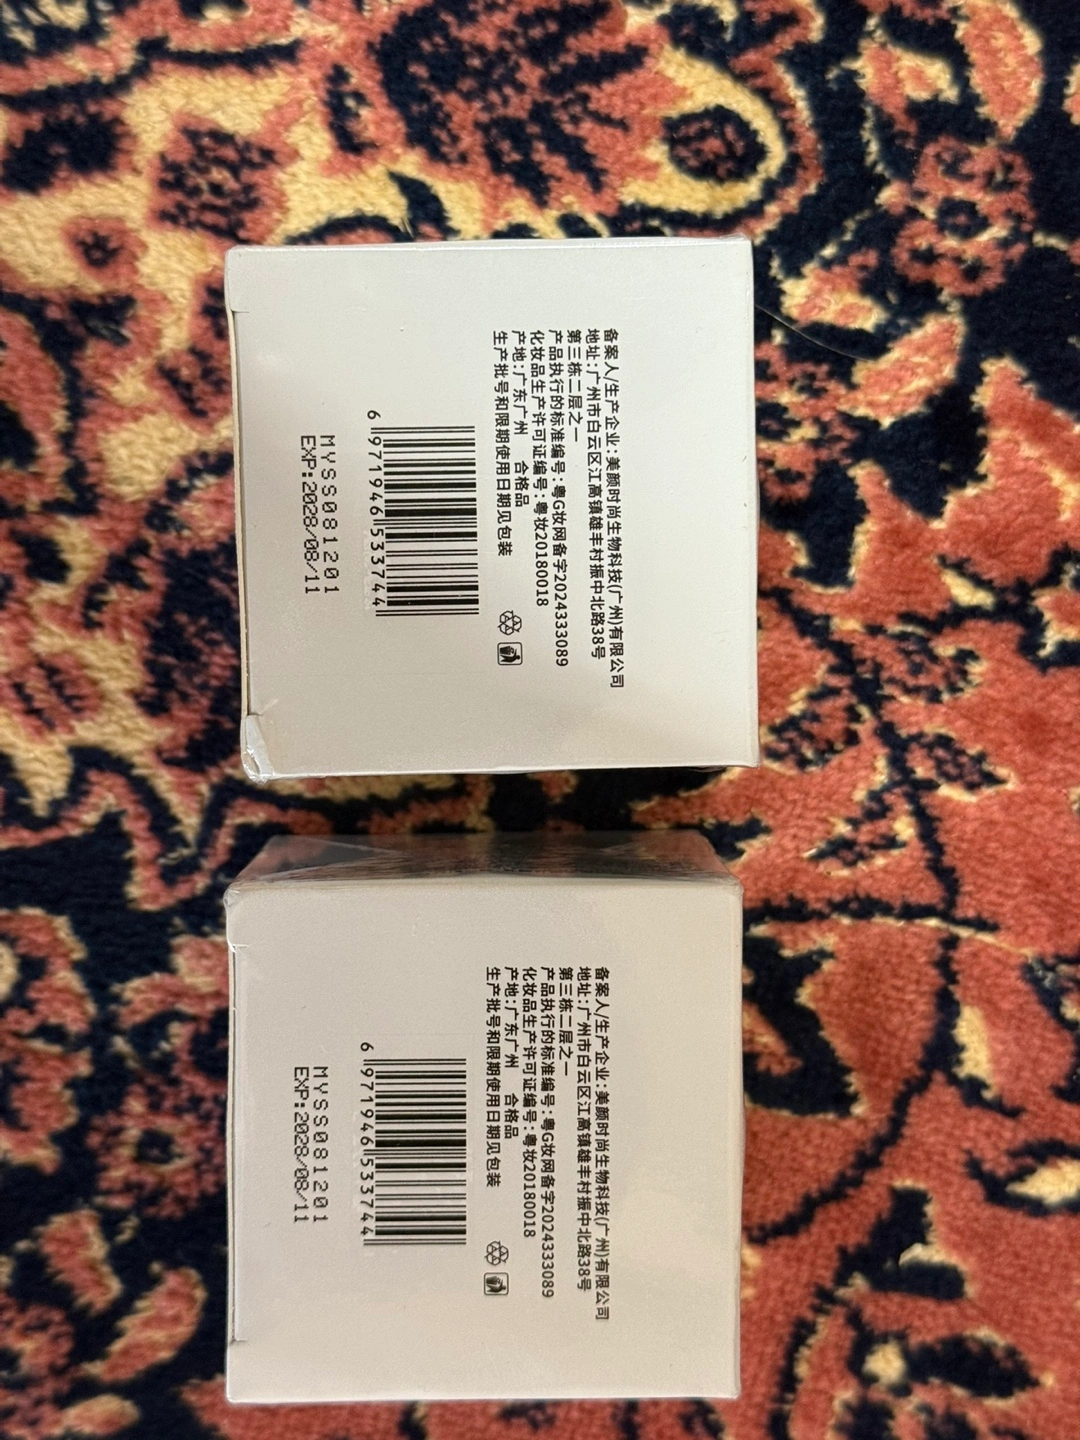 备案人/生产企业:美颜时尚生物科技(广州)有限公司
地址:广州市白云区江高镇雄丰村振中北路38号
第三栋二层之一
产品执行的标准编号:粤G妆网备字2024333089
化妆品生产许可证编号:粤妆20180018
产地:广东广州 合格品
生产批号和限期使用日期见包装
6 971946 533744
MYSS081201
EXP:2028/08/11
备案人/生产企业:美颜时尚生物科技(广州)有限公司
地址:广州市白云区江高镇雄丰村振中北路38号
第三栋二层之一
产品执行的标准编号:粤G妆网备字2024333089
化妆品生产许可证编号:粤妆20180018
产地:广东广州 合格品
生产批号和限期使用日期见包装
6 971946 533744
MYSS081201
EXP:2028/08/11